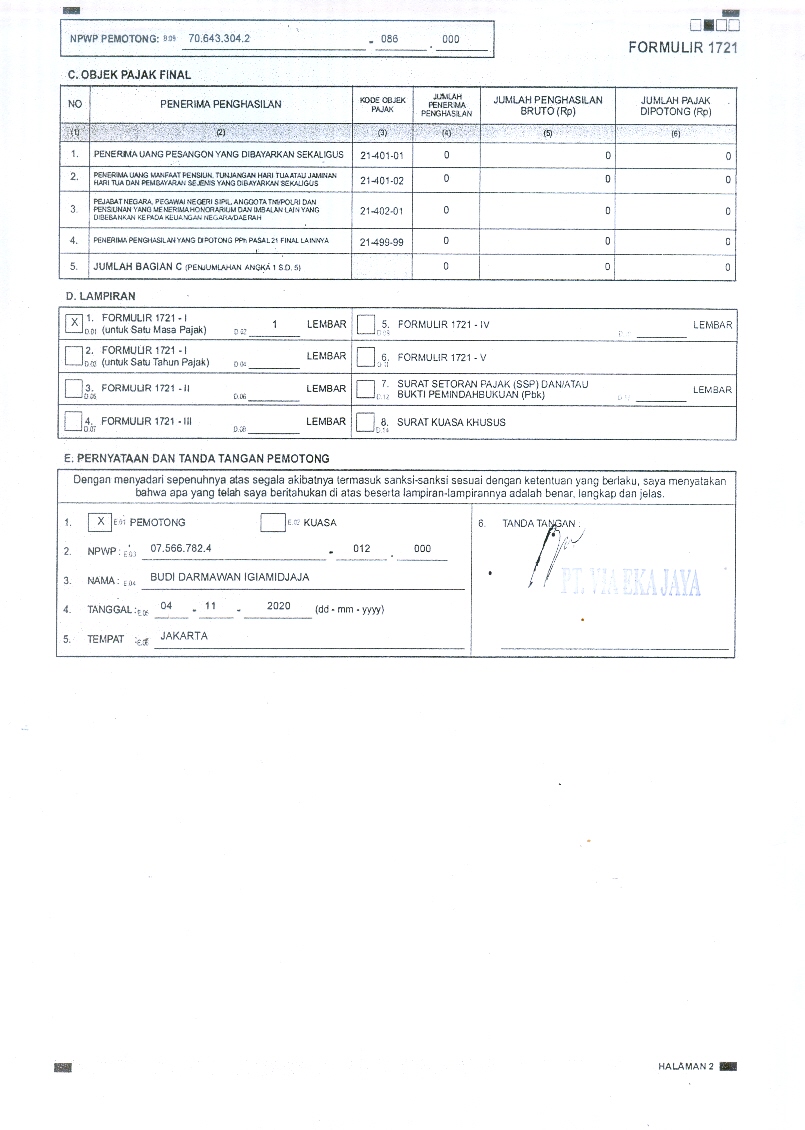 NPWP PEMOTONG: B.09 70.643.304.2 - 086 . 000
FORMULIR 1721
C. OBJEK PAJAK FINAL
NO PENERIMA PENGHASILAN KODE OBJEK PAJAK JUMLAH PENERIMA PENGHASILAN JUMLAH PENGHASILAN BRUTO (Rp) JUMLAH PAJAK DIPOTONG (Rp)
(1) (2) (3) (4) (5) (6)
1. PENERIMA UANG PESANGON YANG DIBAYARKAN SEKALIGUS 21-401-01 0 0 0
2. PENERIMA UANG MANFAAT PENSIUN, TUNJANGAN HARI TUA ATAU JAMINAN
HARI TUA DAN PEMBAYARAN SEJENIS YANG DIBAYARKAN SEKALIGUS 21-401-02 0 0 0
3. PEJABAT NEGARA, PEGAWAI NEGERI SIPIL, ANGGOTA TNI/POLRI DAN
PENSIUNAN YANG MENERIMA HONORARIUM DAN IMBALAN LAIN YANG
DIBEBANKAN KEPADA KEUANGAN NEGARA/DAERAH 21-402-01 0 0 0
4. PENERIMA PENGHASILAN YANG DIPOTONG PPh PASAL 21 FINAL LAINNYA 21-499-99 0 0 0
5. JUMLAH BAGIAN C (PENJUMLAHAN ANGKA 1 S.D. 5) 0 0 0
D. LAMPIRAN
X D.01 1. FORMULIR 1721 - I
(untuk Satu Masa Pajak) D.02 1 LEMBAR
D.03 2. FORMULIR 1721 - I
(untuk Satu Tahun Pajak) D.04 LEMBAR
D.05 3. FORMULIR 1721 - II D.06 LEMBAR
D.07 4. FORMULIR 1721 - III D.08 LEMBAR
5. FORMULIR 1721 - IV LEMBAR
6. FORMULIR 1721 - V
D.12 7. SURAT SETORAN PAJAK (SSP) DAN/ATAU
BUKTI PEMINDAHBUKUAN (Pbk) LEMBAR
D.14 8. SURAT KUASA KHUSUS
E. PERNYATAAN DAN TANDA TANGAN PEMOTONG
Dengan menyadari sepenuhnya atas segala akibatnya termasuk sanksi-sanksi sesuai dengan ketentuan yang berlaku, saya menyatakan
bahwa apa yang telah saya beritahukan di atas beserta lampiran-lampirannya adalah benar, lengkap dan jelas.
1. X E.01 PEMOTONG E.02 KUASA
2. NPWP : E.03 07.566.782.4 - 012 . 000
3. NAMA : E.04 BUDI DARMAWAN IGIAMIDJAJA
4. TANGGAL : E.05 04 - 11 - 2020 (dd - mm - yyyy)
5. TEMPAT : E.06 JAKARTA
6. TANDA TANGAN :
PT. VIA EKA JAYA
HALAMAN 2